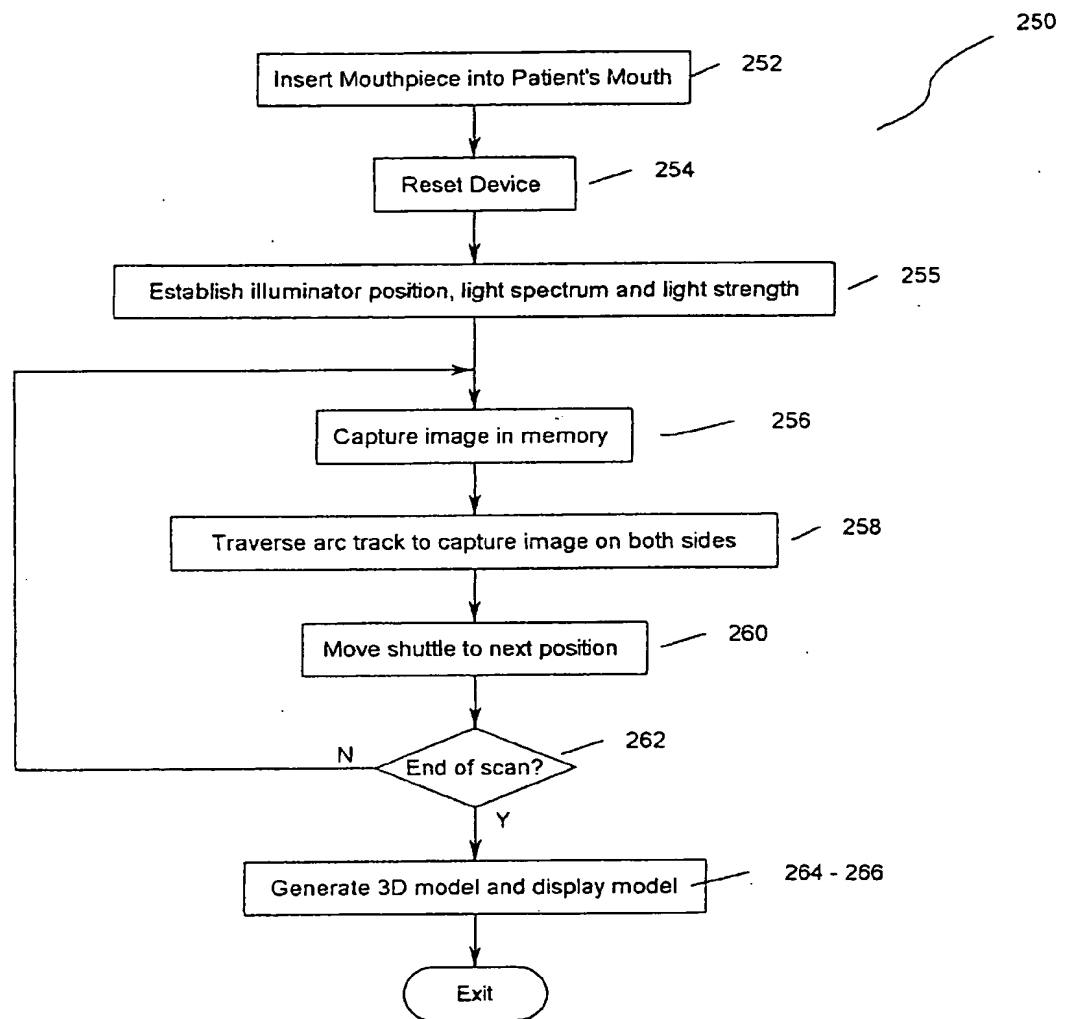 250
Insert Mouthpiece into Patient's Mouth
252
Reset Device
254
Establish illuminator position, light spectrum and light strength
255
Capture image in memory
256
Traverse arc track to capture image on both sides
258
Move shuttle to next position
260
End of scan?
262
N
Y
Generate 3D model and display model
264 - 266
Exit